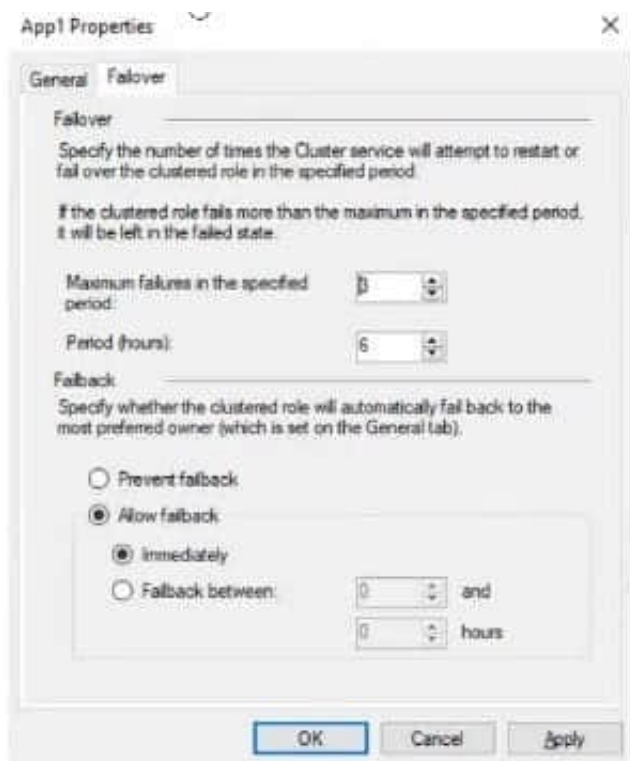 App1 Properties
General
Failover
Failover
Specify the number of times the Cluster service will attempt to restart or
fail over the clustered role in the specified period.
If the clustered role fails more than the maximum in the specified period,
it will be left in the failed state.
Maximum failures in the specified
period:
Period (hours):
6
Failback
Specify whether the clustered role will automatically fail back to the
most preferred owner (which is set on the General tab).
Prevent failback
Allow failback
Immediately
Failback between:
0
and
0
hours
OK
Cancel
Apply